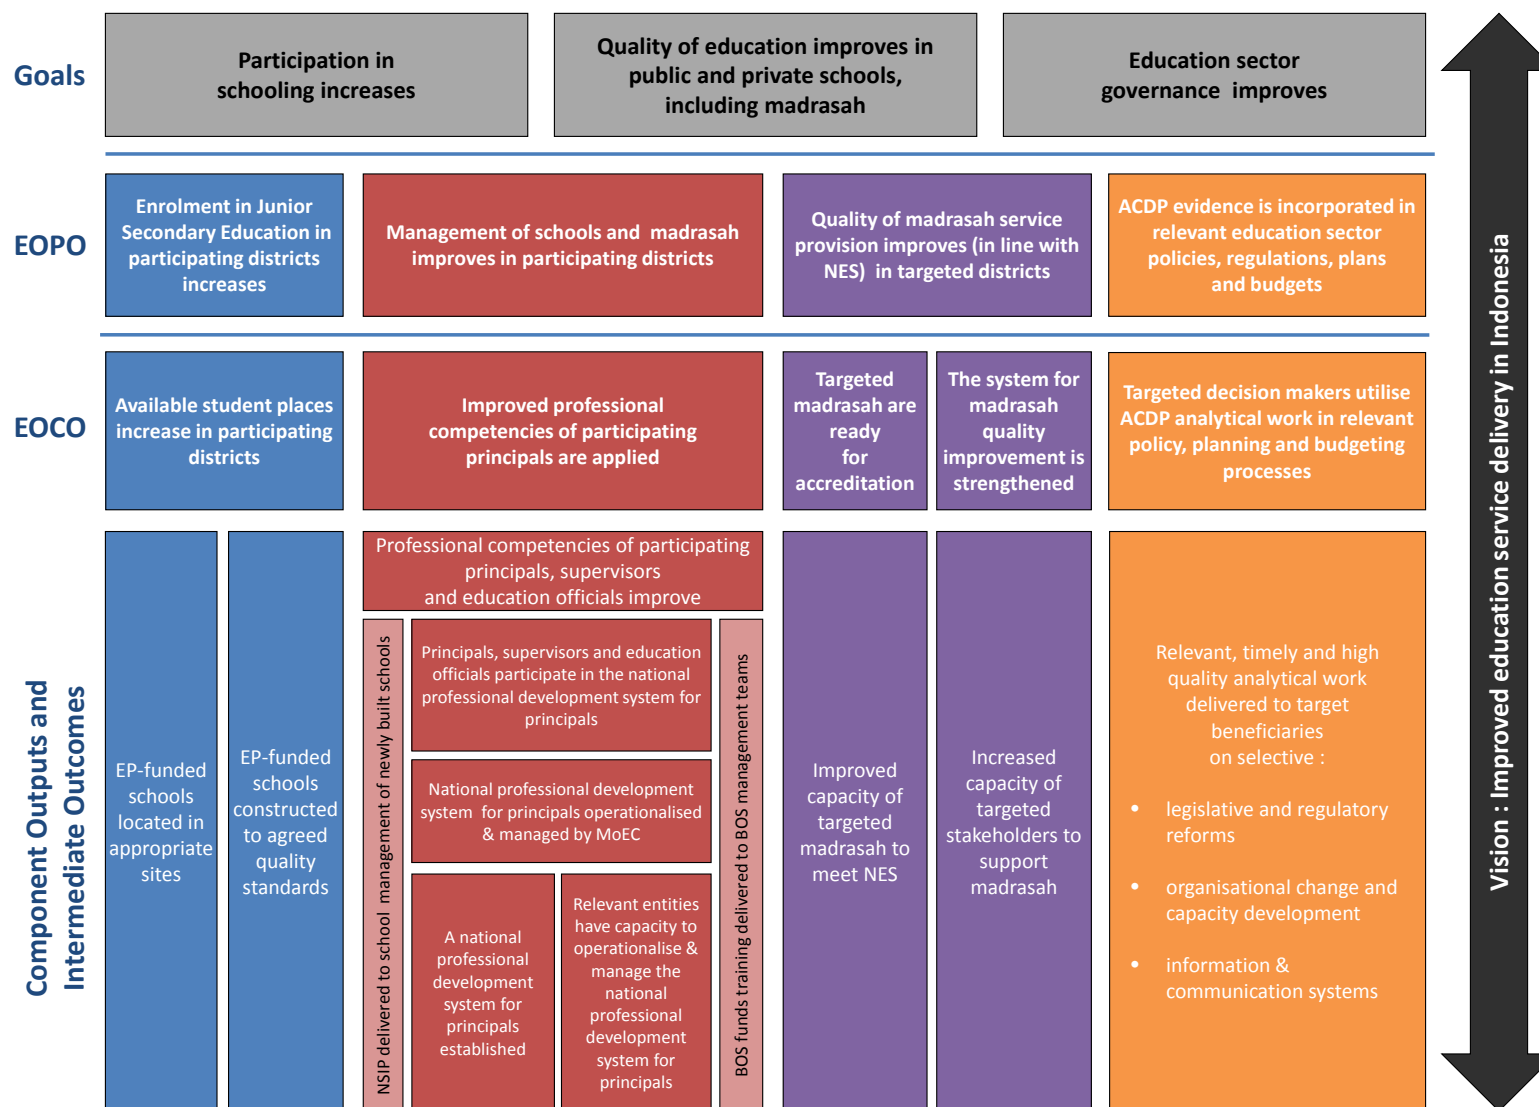 Goals
Participation in
schooling increases
Quality of education improves in
public and private schools,
including madrasah
Education sector
governance improves
EOPO
Enrolment in Junior
Secondary Education in
participating districts
increases
Management of schools and madrasah
improves in participating districts
Quality of madrasah service
provision improves (in line with
NES) in targeted districts
ACDP evidence is incorporated in
relevant education sector
policies, regulations, plans
and budgets
EOCO
Available student places
increase in participating
districts
Improved professional
competencies of participating
principals are applied
Targeted
madrasah are
ready
for
accreditation
The system for
madrasah
quality
improvement is
strengthened
Targeted decision makers utilise
ACDP analytical work in relevant
policy, planning and budgeting
processes
Component Outputs and
Intermediate Outcomes
EP-funded
schools
located in
appropriate
sites
EP-funded
schools
constructed
to agreed
quality
standards
Professional competencies of participating
principals, supervisors
and education officials improve
NSIP delivered to school management of newly built schools
Principals, supervisors and education
officials participate in the national
professional development system for
principals
National professional development
system for principals operationalised
& managed by MoEC
A national
professional
development
system for
principals
established
Relevant entities
have capacity to
operationalise &
manage the
national
professional
development
system for
principals
BOS funds training delivered to BOS management teams
Improved
capacity of
targeted
madrasah to
meet NES
Increased
capacity of
targeted
stakeholders to
support
madrasah
Relevant, timely and high
quality analytical work
delivered to target
beneficiaries
on selective :
• legislative and regulatory
reforms
• organisational change and
capacity development
• information &
communication systems
Vision : Improved education service delivery in Indonesia